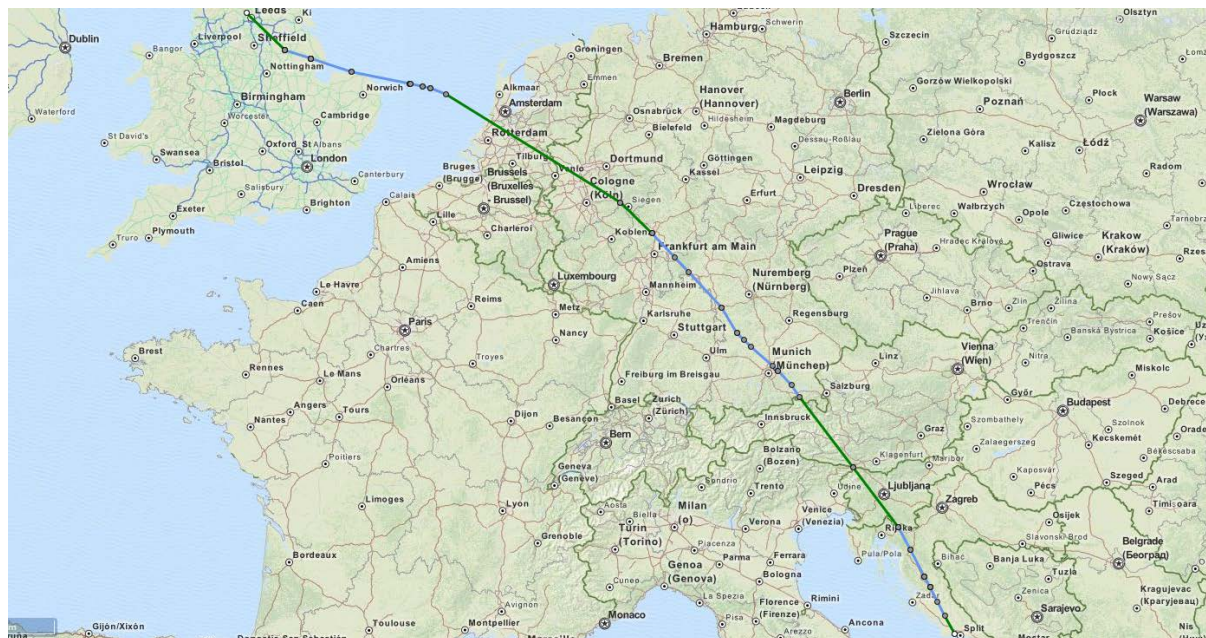 Leeds
Ki
Dublin
Bangor
Liverpool
Sheffield
Nottingham
Norwich
Birmingham
Worcester
Cambridge
Waterford
St David's
Swansea
Oxford
St Albans
London
Bristol
Salisbury
Canterbury
Exeter
Brighton
Calais
Truro
Plymouth
Groningen
Emmen
Alkmaar
Amsterdam
Rotterdam
Tilburg
Venlo
Bruges
(Brugge)
Brussels
(Bruxelles
- Brussel)
Lille
Charleroi
Hamburg
Schwerin
Szczecin
Bremen
Hanover
(Hannover)
Osnabrück
Bielefeld
Hildesheim
Magdeburg
Berlin
Dessau-Roßlau
Dortmund
Göttingen
Kassel
Leipzig
Cologne
(Köln)
Siegen
Erfurt
Dresden
Koblenz
Frankfurt am Main
Olsztyn
Grudziądz
Bydgoszcz
Gorzów Wielkopolski
Poznań
Płock
Warsaw
(Warszawa)
Zielona Góra
Kalisz
Łódź
Radom
Wrocław
Liberec
Wałbrzych
Opole
Częstochowa
Gliwice
Krakow
(Kraków)
Tarnobrz
Rzes
Prague
(Praha)
Hradec Králové
Ostrava
Nowy Sącz
Plzeň
Jihlava
Brno
Zlín
Žilina
Trenčín
Prešov
Banská Bystrica
Košice
Nitra
Amiens
Le Havre
Caen
Luxembourg
Reims
Metz
Mannheim
Nuremberg
(Nürnberg)
Karlsruhe
Regensburg
Paris
Nancy
Stuttgart
Brest
Chartres
Troyes
Ulm
Munich
(München)
Linz
Vienna
(Wien)
Rennes
Le Mans
Orléans
Freiburg im Breisgau
Salzburg
Miskolc
Győr
Angers
Tours
Nantes
Dijon
Besançon
Basel
Zurich
(Zürich)
Innsbruck
Budapest
Debrece
Szombathely
Szolnok
Bern
Graz
Zalaegerszeg
Kecskemét
Orade
Békéscsaba
Poitiers
Geneva
(Genève)
Bolzano
(Bozen)
Klagenfurt
Maribor
Kaposvár
Szeged
Arad
Pécs
Limoges
Lyon
Sondrio
Trento
Udine
Ljubljana
Zagreb
Timișoara
Aosta
Biella
Milan
(o)
Turin
(Torino)
Verona
Venice
(Venezia)
Rijeka
Osijek
Slavonski Brod
Bordeaux
Grenoble
Piacenza
Parma
Ferrara
Pula/Pola
Bihać
Banja Luka
Belgrade
(Београд)
Genoa
(Genova)
Bologna
Tuzla
Cuneo
La Spezia
Zadar
Zenica
Kragujevac
(Крагујевац)
Avignon
Florence
(Firenze)
Rimini
Sarajevo
Gijón/Xixón
Toulouse
Montpellier
Monaco
Arezzo
Ancona
Split
Mostar
Nis